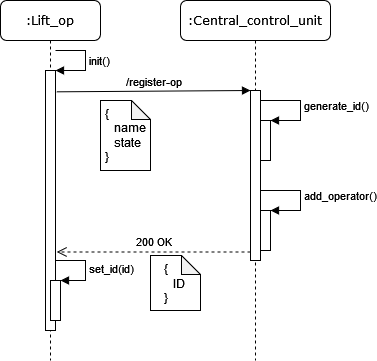 :Lift_op
:Central_control_unit
init()
/register-op
{
name
state
}
generate_id()
add_operator()
200 OK
set_id(id)
{
ID
}